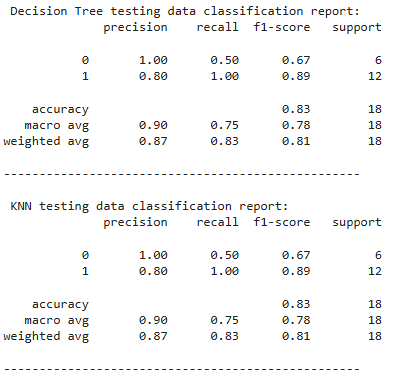 Decision Tree testing data classification report:
precision recall f1-score support
0 1.00 0.50 0.67 6
1 0.80 1.00 0.89 12
accuracy 0.83 18
macro avg 0.90 0.75 0.78 18
weighted avg 0.87 0.83 0.81 18
--------------------------------------------------
KNN testing data classification report:
precision recall f1-score support
0 1.00 0.50 0.67 6
1 0.80 1.00 0.89 12
accuracy 0.83 18
macro avg 0.90 0.75 0.78 18
weighted avg 0.87 0.83 0.81 18
--------------------------------------------------